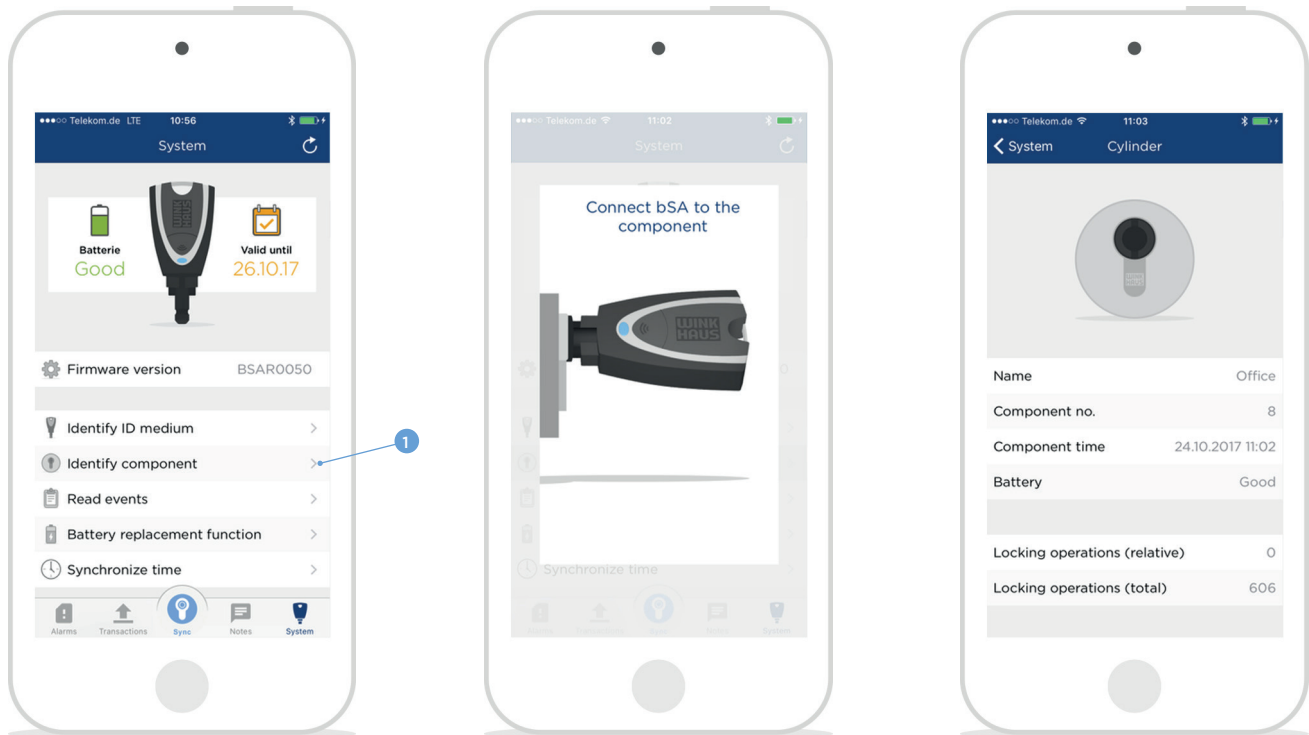 Telekom.de LTE 10:56
System
WINK
HAUS
Batterie
Good
Valid until
26.10.17
Firmware version BSAR0050
Identify ID medium
Identify component
1
Read events
Battery replacement function
Synchronize time
Alarms Transactions Sync Notes System
Telekom.de 11:02
System
Connect bSA to the
component
WINK
HAUS
Synchronize time
Telekom.de 11:03
System Cylinder
WINK
HAUS
Name Office
Component no. 8
Component time 24.10.2017 11:02
Battery Good
Locking operations (relative) 0
Locking operations (total) 606